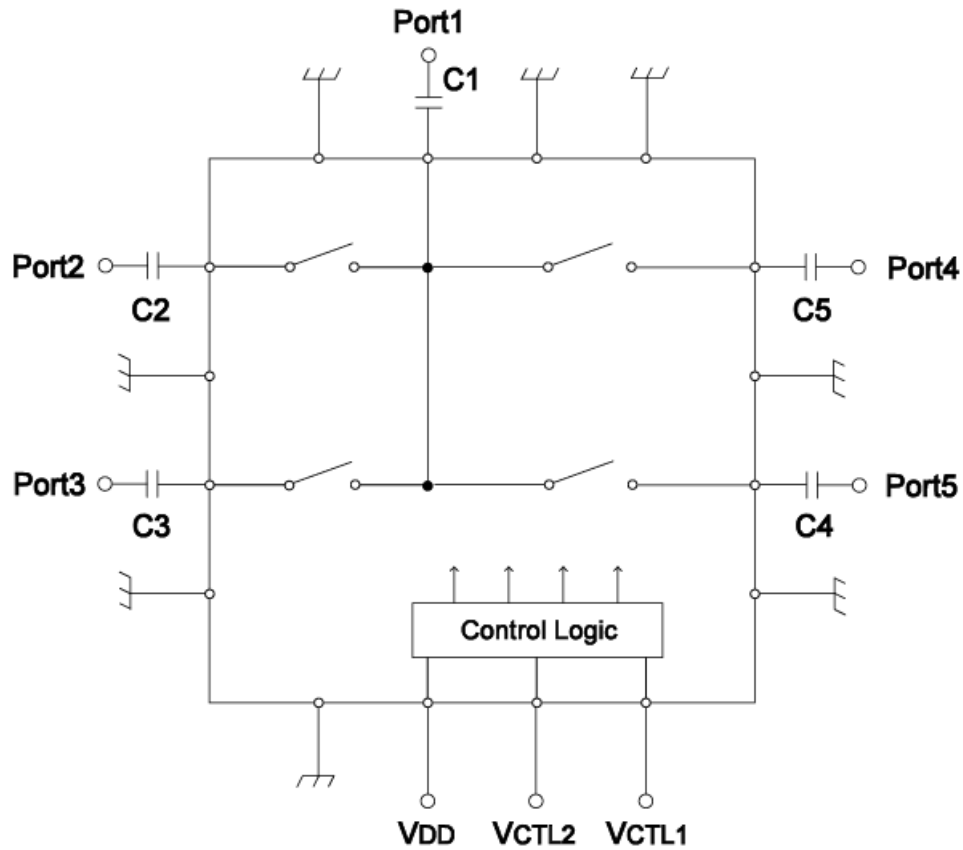 Port1
C1
Port2
C2
C5
Port4
Port3
C3
C4
Port5
Control Logic
VDD
VCTL2
VCTL1